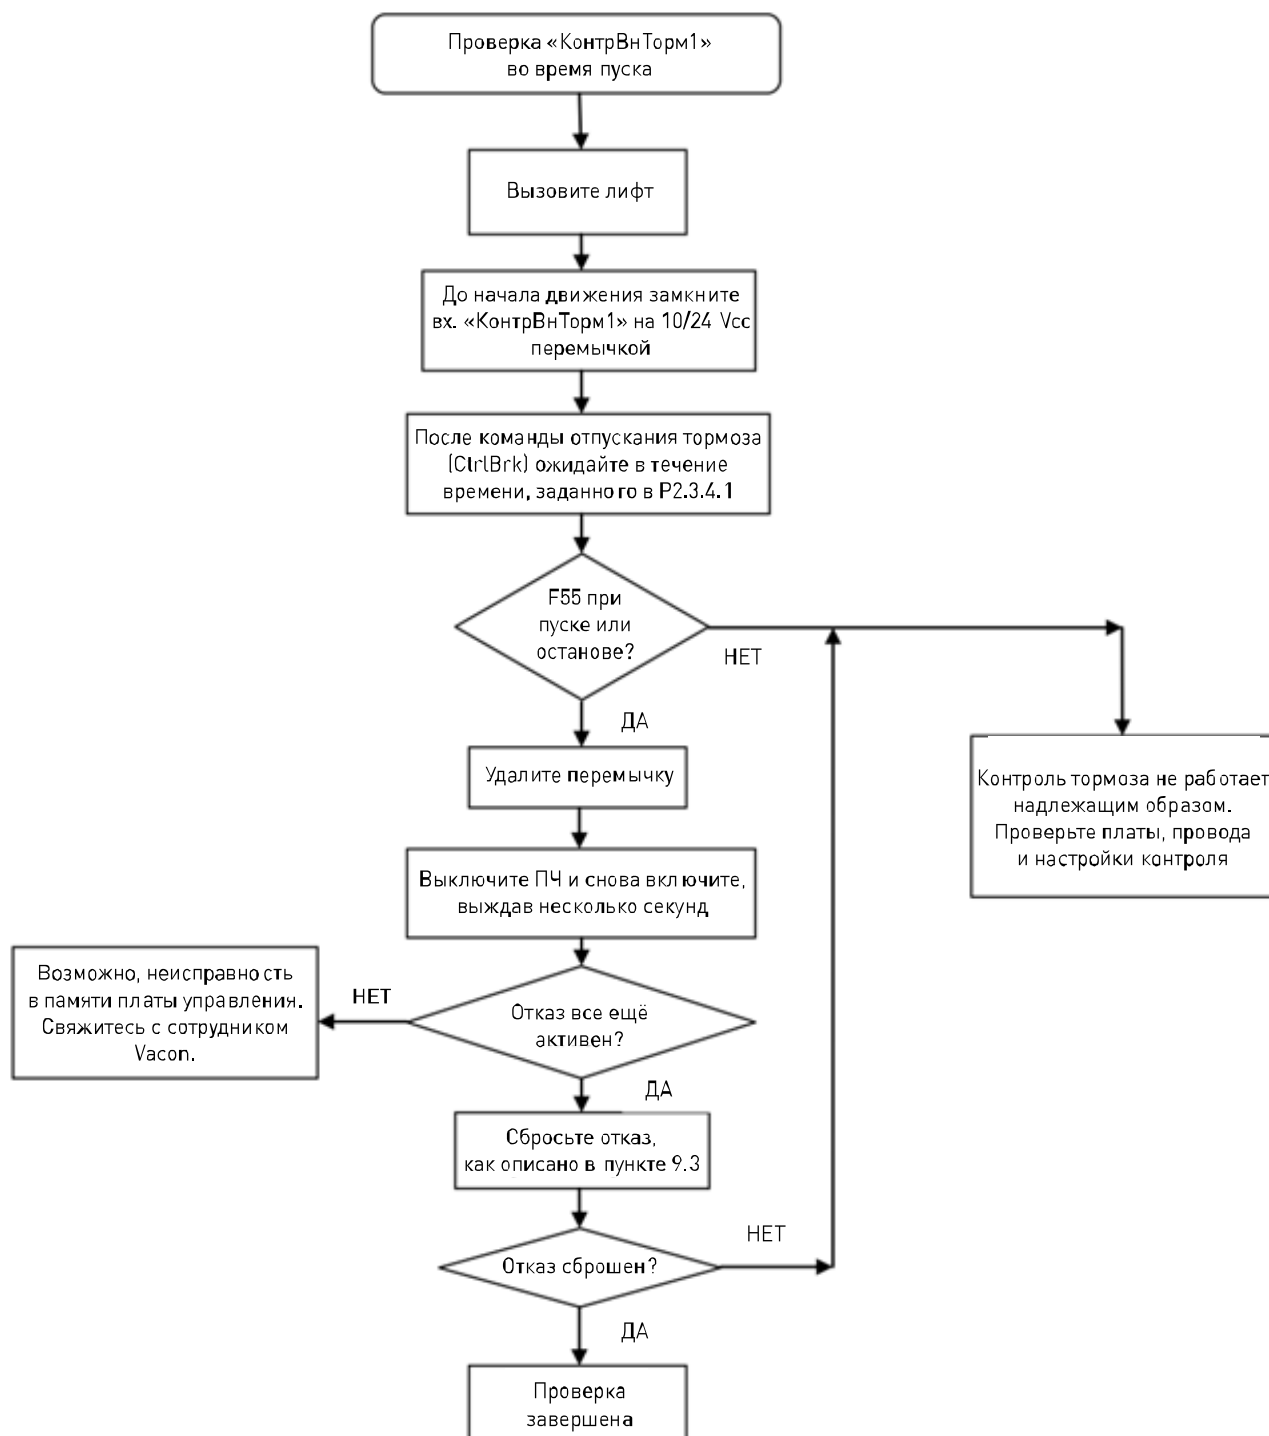 Проверка «КонтрВнТорм1»
во время пуска
Вызовите лифт
До начала движения замкните
вх. «КонтрВнТорм1» на 10/24 Vcc
перемычкой
После команды отпускания тормоза
(CtrlBrk) ожидайте в течение
времени, заданного в P2.3.4.1
F55 при
пуске или
останове?
НЕТ
ДА
Удалите перемычку
Контроль тормоза не работает
надлежащим образом.
Проверьте платы, провода
и настройки контроля
Выключите ПЧ и снова включите,
выждав несколько секунд
Возможно, неисправность
в памяти платы управления.
Свяжитесь с сотрудником
Vacon.
НЕТ
Отказ все ещё
активен?
ДА
Сбросьте отказ,
как описано в пункте 9.3
НЕТ
Отказ сброшен?
ДА
Проверка
завершена